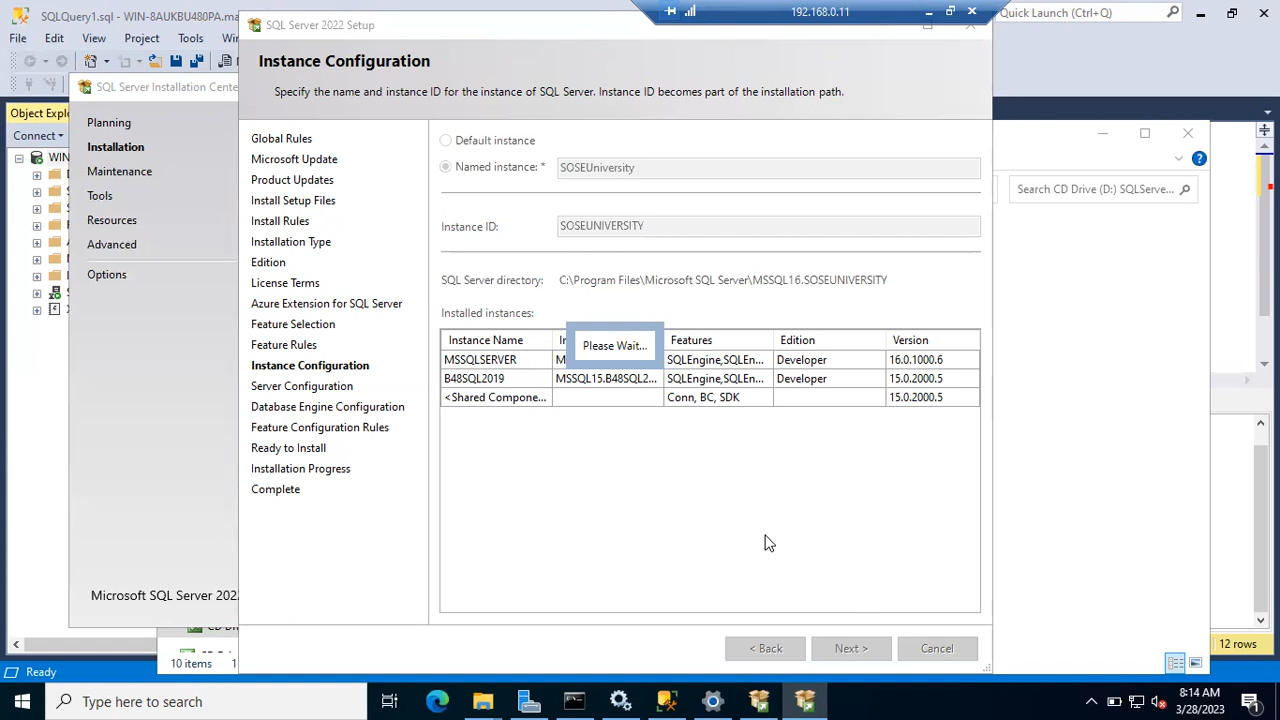 SQLQuery1.sql - WIN-8AUKBU480PA.ma
192.168.0.11
Quick Launch (Ctrl+Q)
File Edit View Project Tools
Object Explo
Connect
WIN
SQL Server Installation Cente
Planning
Installation
Maintenance
Tools
Resources
Advanced
Options
Microsoft SQL Server 2022
SQL Server 2022 Setup
Instance Configuration
Specify the name and instance ID for the instance of SQL Server. Instance ID becomes part of the installation path.
Global Rules
Microsoft Update
Product Updates
Install Setup Files
Install Rules
Installation Type
Edition
License Terms
Azure Extension for SQL Server
Feature Selection
Feature Rules
Instance Configuration
Server Configuration
Database Engine Configuration
Feature Configuration Rules
Ready to Install
Installation Progress
Complete
Default instance
Named instance: * SOSEUniversity
Instance ID: SOSEUNIVERSITY
SQL Server directory: C:\Program Files\Microsoft SQL Server\MSSQL16.SOSEUNIVERSITY
Installed instances:
Instance Name Features Edition Version
MSSQLSERVER SQLEngine,SQLEn... Developer 16.0.1000.6
B48SQL2019 MSSQL15.B48SQL2... SQLEngine,SQLEn... Developer 15.0.2000.5
<Shared Compone... Conn, BC, SDK 15.0.2000.5
Please Wait...
< Back Next > Cancel
Search CD Drive (D:) SQLServe...
10 items
12 rows
Ready
Type here to search
8:14 AM
3/28/2023